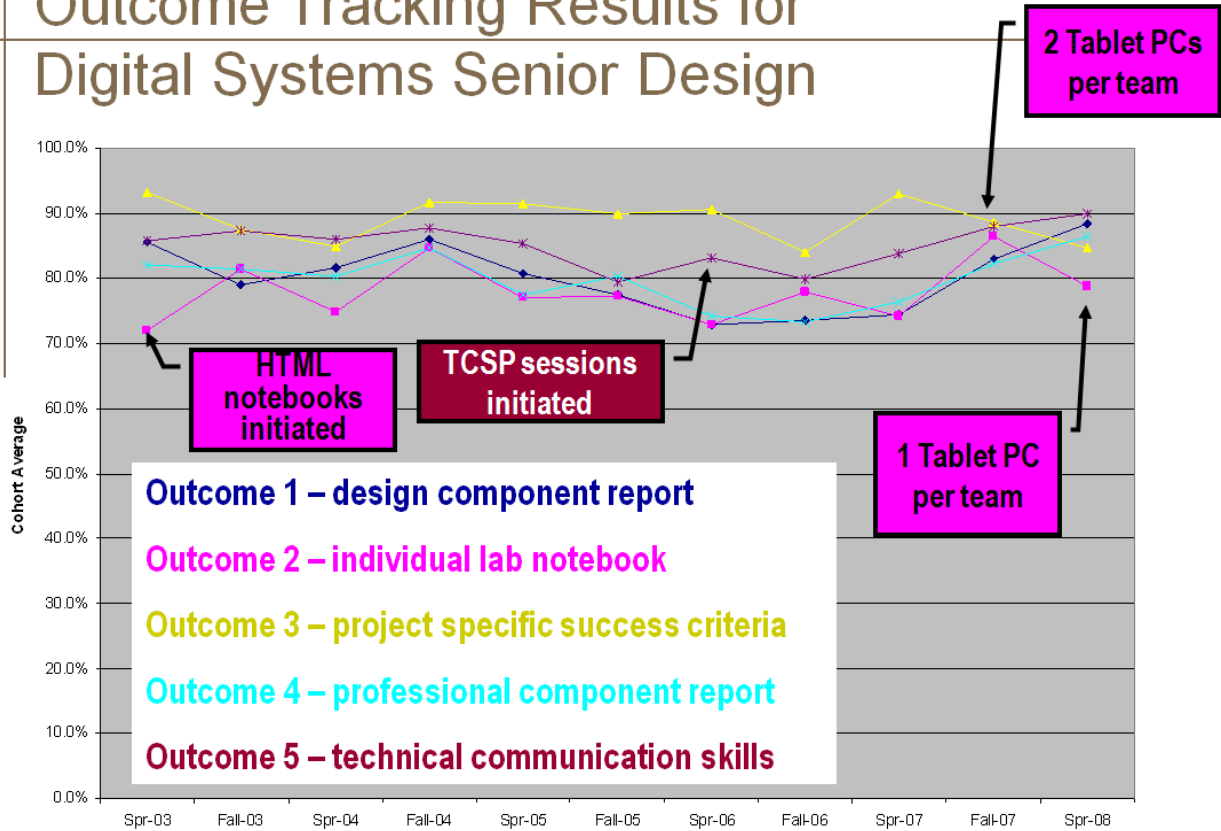 Outcome Tracking Results for
Digital Systems Senior Design
2 Tablet PCs
per team
100.0%
90.0%
80.0%
70.0%
60.0%
50.0%
40.0%
30.0%
20.0%
10.0%
0.0%
Cohort Average
HTML
notebooks
initiated
TCSP sessions
initiated
1 Tablet PC
per team
Outcome 1 – design component report
Outcome 2 – individual lab notebook
Outcome 3 – project specific success criteria
Outcome 4 – professional component report
Outcome 5 – technical communication skills
Spr-03 Fall-03 Spr-04 Fall-04 Spr-05 Fall-05 Spr-06 Fall-06 Spr-07 Fall-07 Spr-08